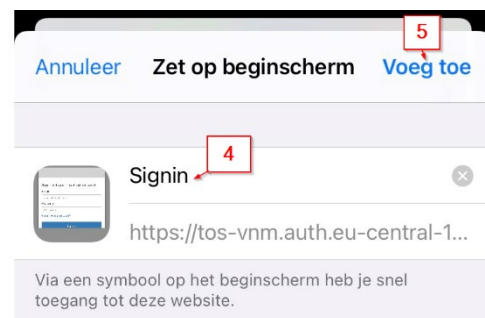 5
Annuleer Zet op beginscherm Voeg toe
4
Signin
https://tos-vnm.auth.eu-central-1...
Via een symbool op het beginscherm heb je snel
toegang tot deze website.